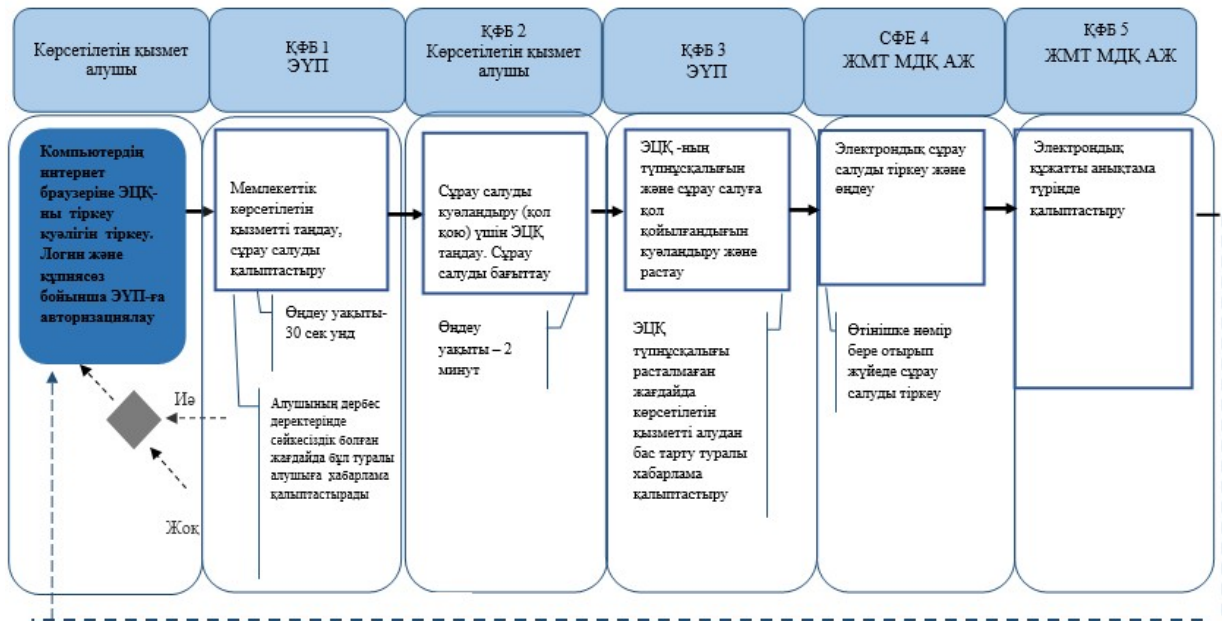 Көрсетілетін қызмет
алушы
ҚФБ 1
ЭҮП
ҚФБ 2
Көрсетілетін қызмет
алушы
ҚФБ 3
ЭҮП
СФЕ 4
ЖМТ МДҚ АЖ
ҚФБ 5
ЖМТ МДҚ АЖ
Компьютердің
интернет
браузеріне ЭЦҚ-
ны тіркеу
куәлігін тіркеу.
Логин және
құпиясөз
бойынша ЭҮП-ға
авторизациялау
Мемлекеттік
көрсетілетін
қызметті таңдау,
сұрау салуды
қалыптастыру
Сұрау салуды
куәландыру (қол
қою) үшін ЭЦҚ
таңдау. Сұрау
салуды бағыттау
ЭЦҚ -ның
түпнұсқалығын
және сұрау салуға
қол
қойылғандығын
куәландыру және
растау
Электрондық сұрау
салуды тіркеу және
өңдеу
Электрондық
құжатты анықтама
түрінде
қалыптастыру
Өңдеу уақыты-
30 сек унд
Өңдеу
уақыты – 2
минут
ЭЦҚ
түпнұсқалығы
расталмаған
жағдайда
көрсетілетін
қызметті алудан
бас тарту туралы
хабарлама
қалыптастыру
Өтінішке нөмір
бере отырып
жүйеде сұрау
салуды тіркеу
Иә
Алушының дербес
деректерінде
сәйкесіздік болған
жағдайда бұл туралы
алушыға хабарлама
қалыптастырады
Жоқ